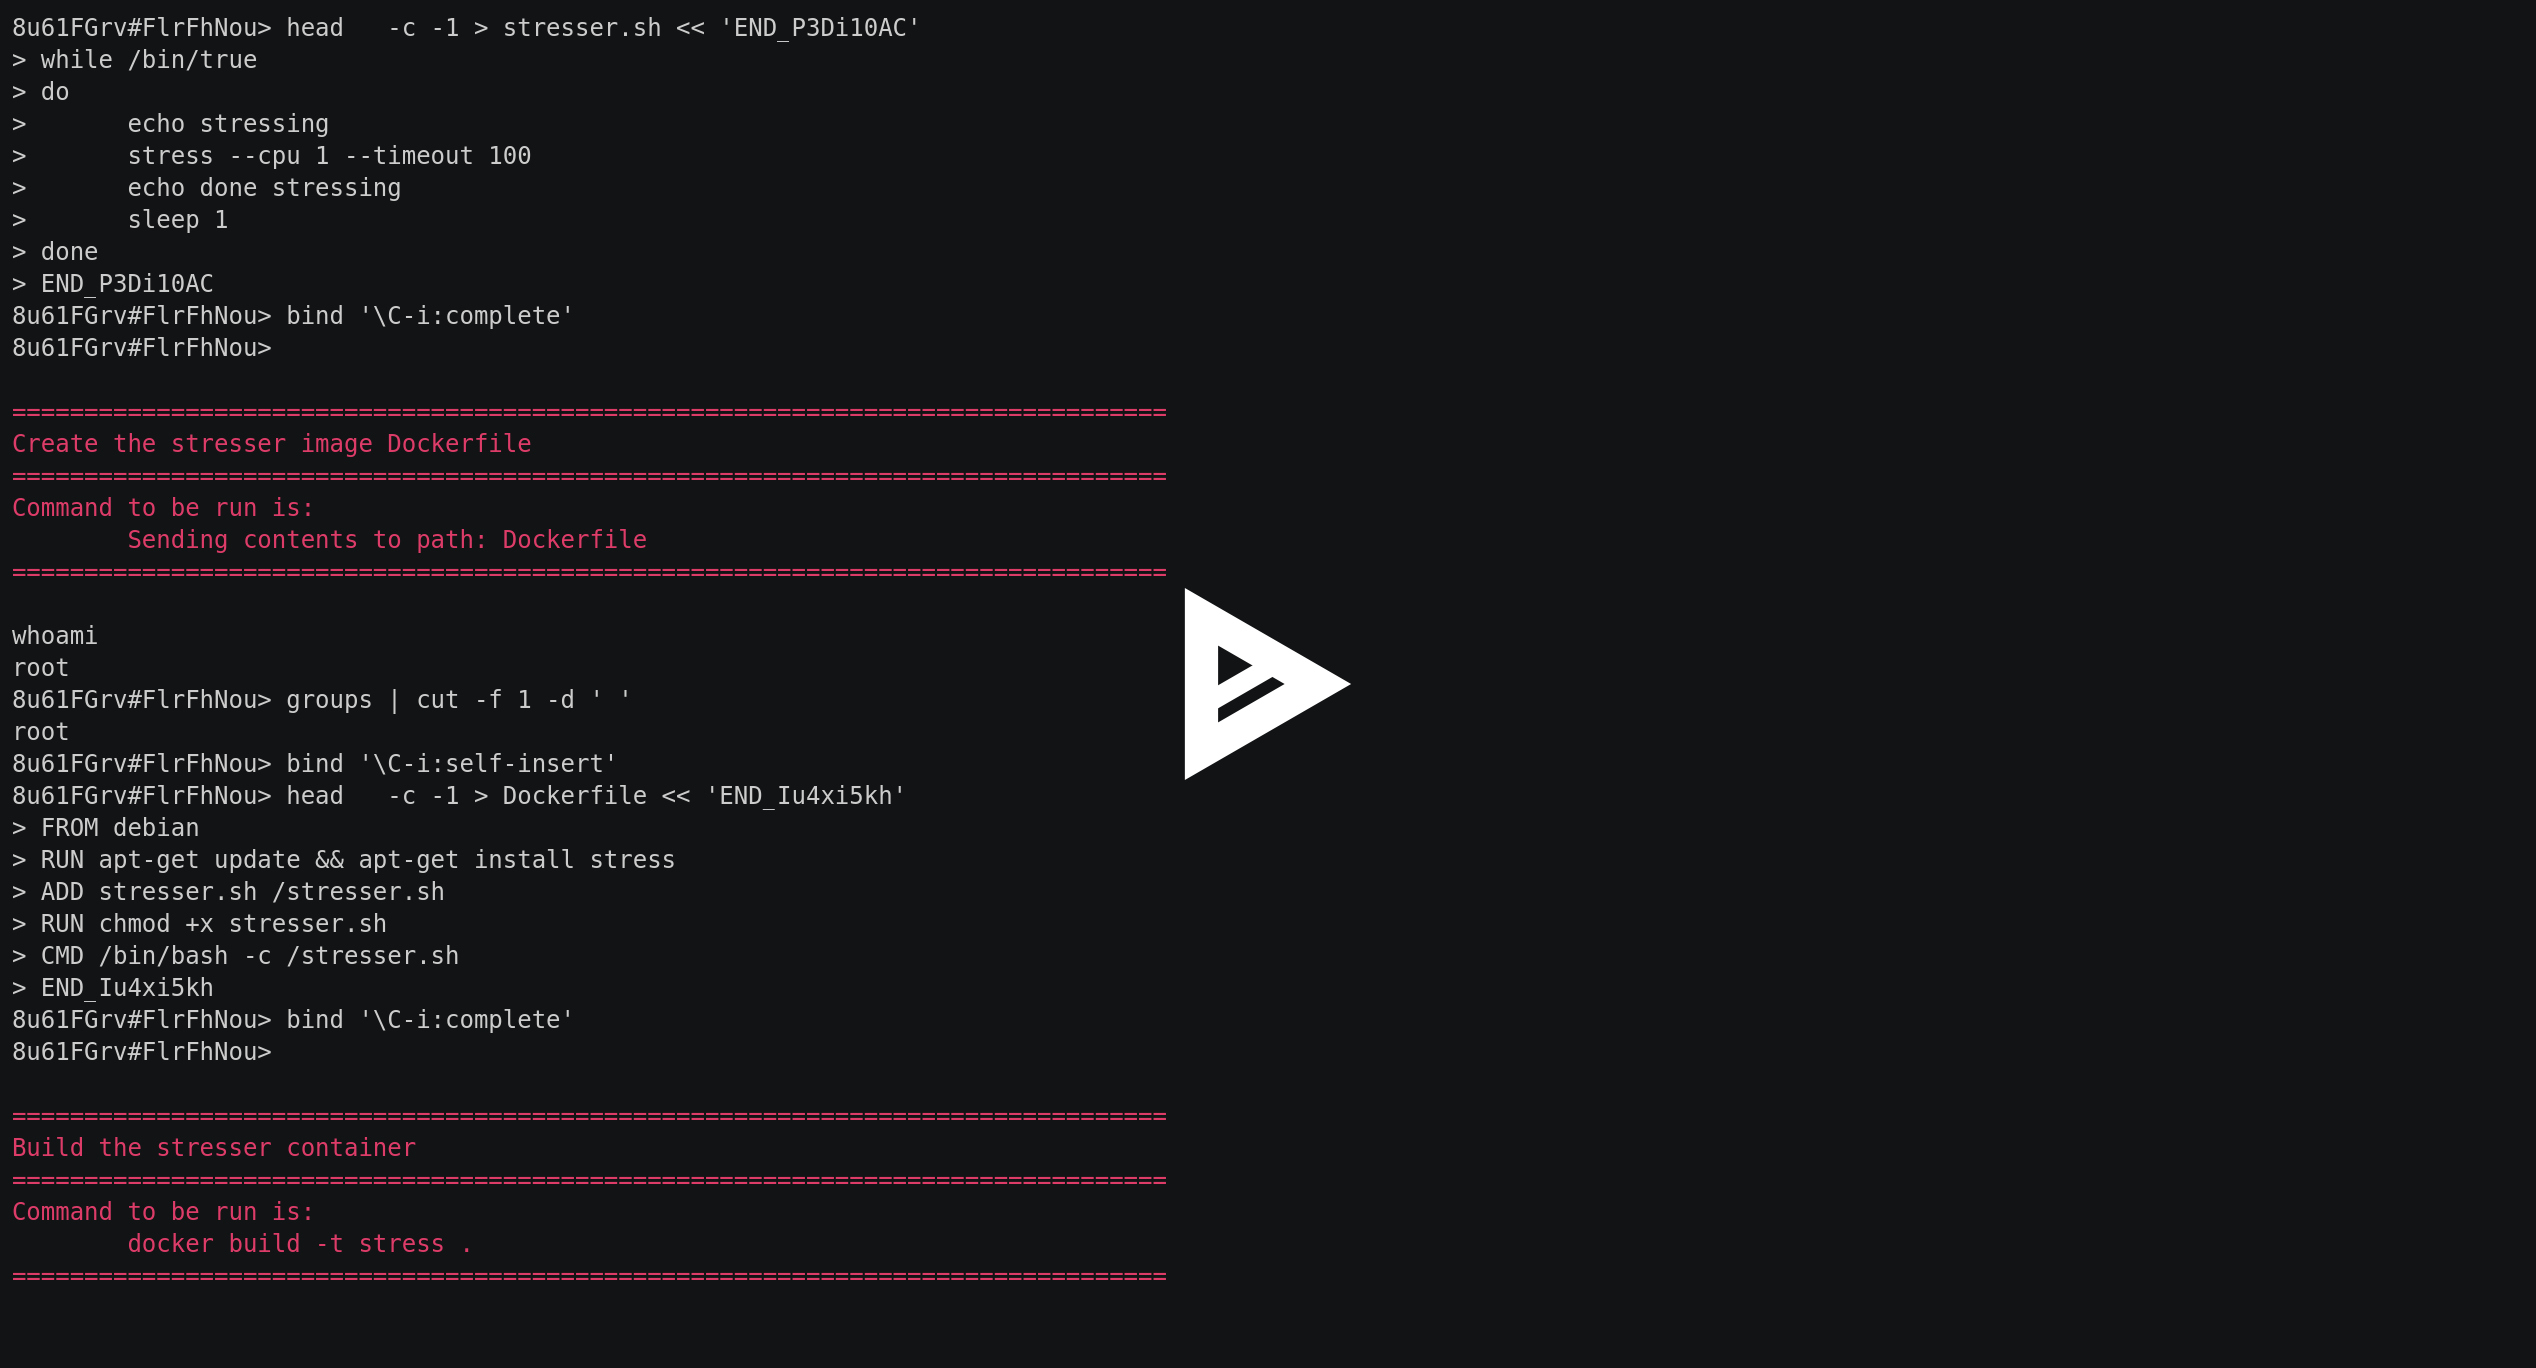 8u61FGrv#FlrFhNou> head   -c -1 > stresser.sh << 'END_P3Di10AC'
> while /bin/true
> do
>       echo stressing
>       stress --cpu 1 --timeout 100
>       echo done stressing
>       sleep 1
> done
> END_P3Di10AC
8u61FGrv#FlrFhNou> bind '\C-i:complete'
8u61FGrv#FlrFhNou>
================================================================================
Create the stresser image Dockerfile
================================================================================
Command to be run is:
        Sending contents to path: Dockerfile
================================================================================
whoami
root
8u61FGrv#FlrFhNou> groups | cut -f 1 -d ' '
root
8u61FGrv#FlrFhNou> bind '\C-i:self-insert'
8u61FGrv#FlrFhNou> head   -c -1 > Dockerfile << 'END_Iu4xi5kh'
> FROM debian
> RUN apt-get update && apt-get install stress
> ADD stresser.sh /stresser.sh
> RUN chmod +x stresser.sh
> CMD /bin/bash -c /stresser.sh
> END_Iu4xi5kh
8u61FGrv#FlrFhNou> bind '\C-i:complete'
8u61FGrv#FlrFhNou>
================================================================================
Build the stresser container
================================================================================
Command to be run is:
        docker build -t stress .
================================================================================